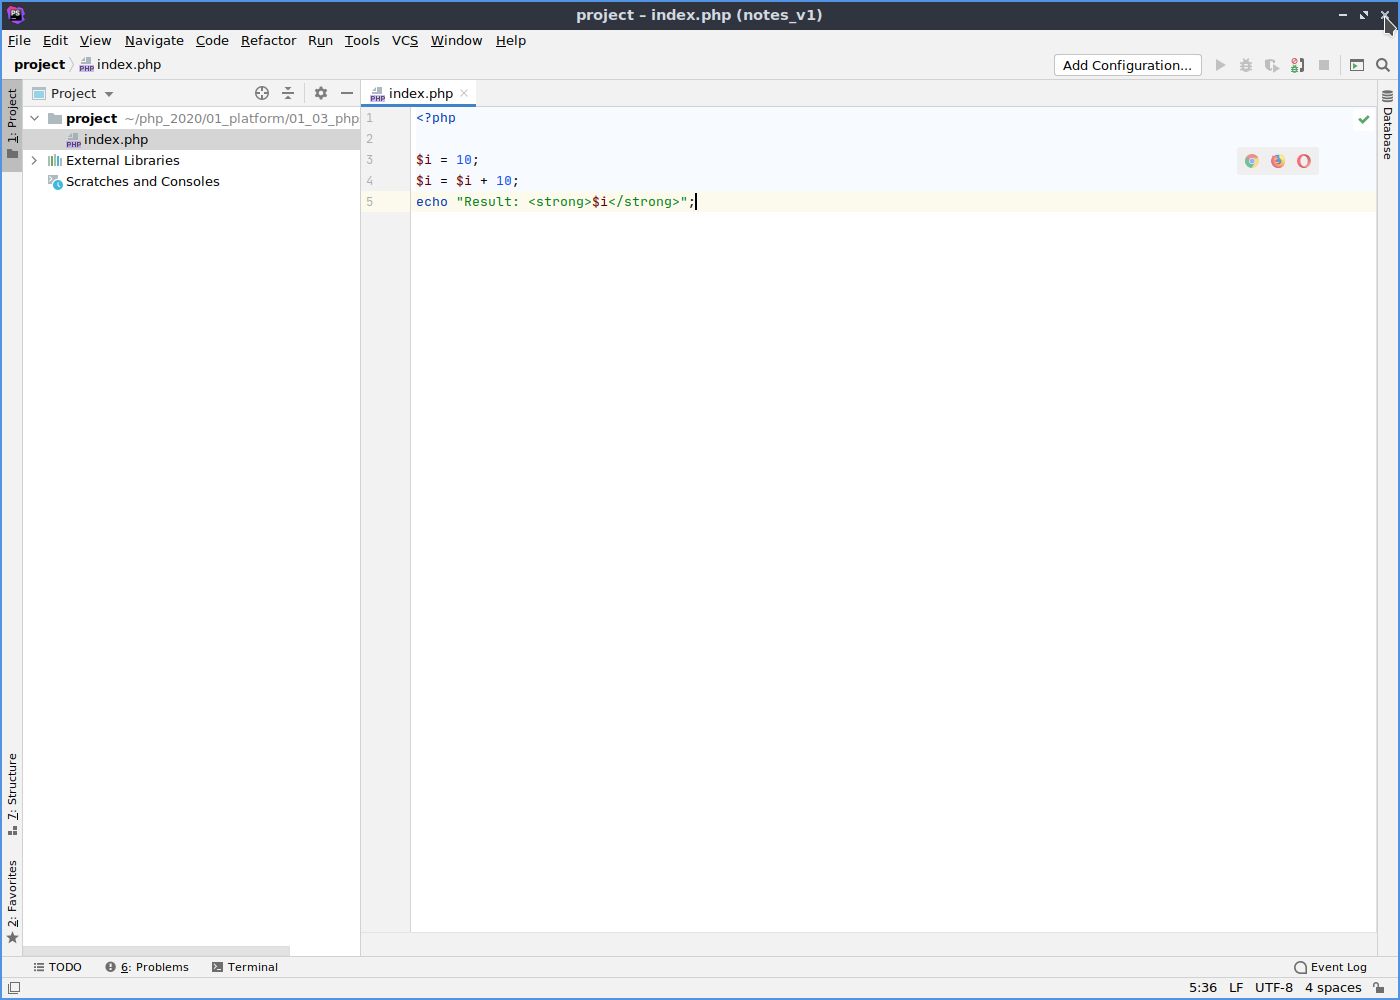 project – index.php (notes_v1)
File Edit View Navigate Code Refactor Run Tools VCS Window Help
project index.php
Add Configuration...
1: Project
Project
index.php
project ~/php_2020/01_platform/01_03_php
index.php
External Libraries
Scratches and Consoles
1 <?php
2
3 $i = 10;
4 $i = $i + 10;
5 echo "Result: <strong>$i</strong>";
Database
7: Structure
2: Favorites
TODO 6: Problems Terminal Event Log
5:36 LF UTF-8 4 spaces